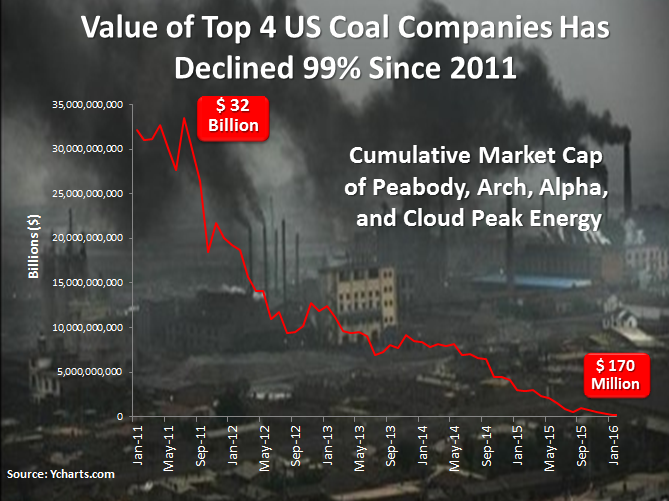 Value of Top 4 US Coal Companies Has
Declined 99% Since 2011
35,000,000,000
30,000,000,000
25,000,000,000
20,000,000,000
15,000,000,000
10,000,000,000
5,000,000,000
0
Billions ($)
$ 32
Billion
Cumulative Market Cap
of Peabody, Arch, Alpha,
and Cloud Peak Energy
$ 170
Million
Jan-11
May-11
Sep-11
Jan-12
May-12
Sep-12
Jan-13
May-13
Sep-13
Jan-14
May-14
Sep-14
Jan-15
May-15
Sep-15
Jan-16
Source: Ycharts.com